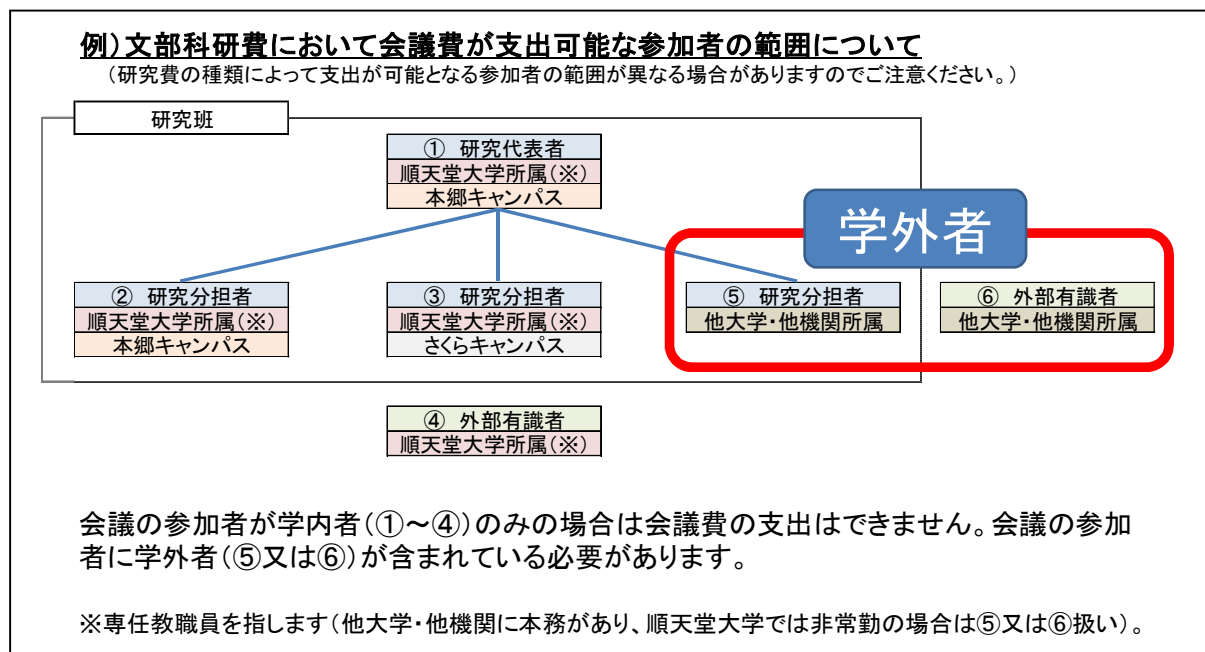 例）文部科研費において会議費が支出可能な参加者の範囲について
（研究費の種類によって支出が可能となる参加者の範囲が異なる場合がありますのでご注意ください。）
研究班
① 研究代表者
順天堂大学所属（※）
本郷キャンパス
学外者
② 研究分担者
順天堂大学所属（※）
本郷キャンパス
③ 研究分担者
順天堂大学所属（※）
さくらキャンパス
⑤ 研究分担者
他大学・他機関所属
⑥ 外部有識者
他大学・他機関所属
④ 外部有識者
順天堂大学所属（※）
会議の参加者が学内者（①～④）のみの場合は会議費の支出はできません。会議の参加
者に学外者（⑤又は⑥）が含まれている必要があります。
※専任教職員を指します（他大学・他機関に本務があり、順天堂大学では非常勤の場合は⑤又は⑥扱い）。